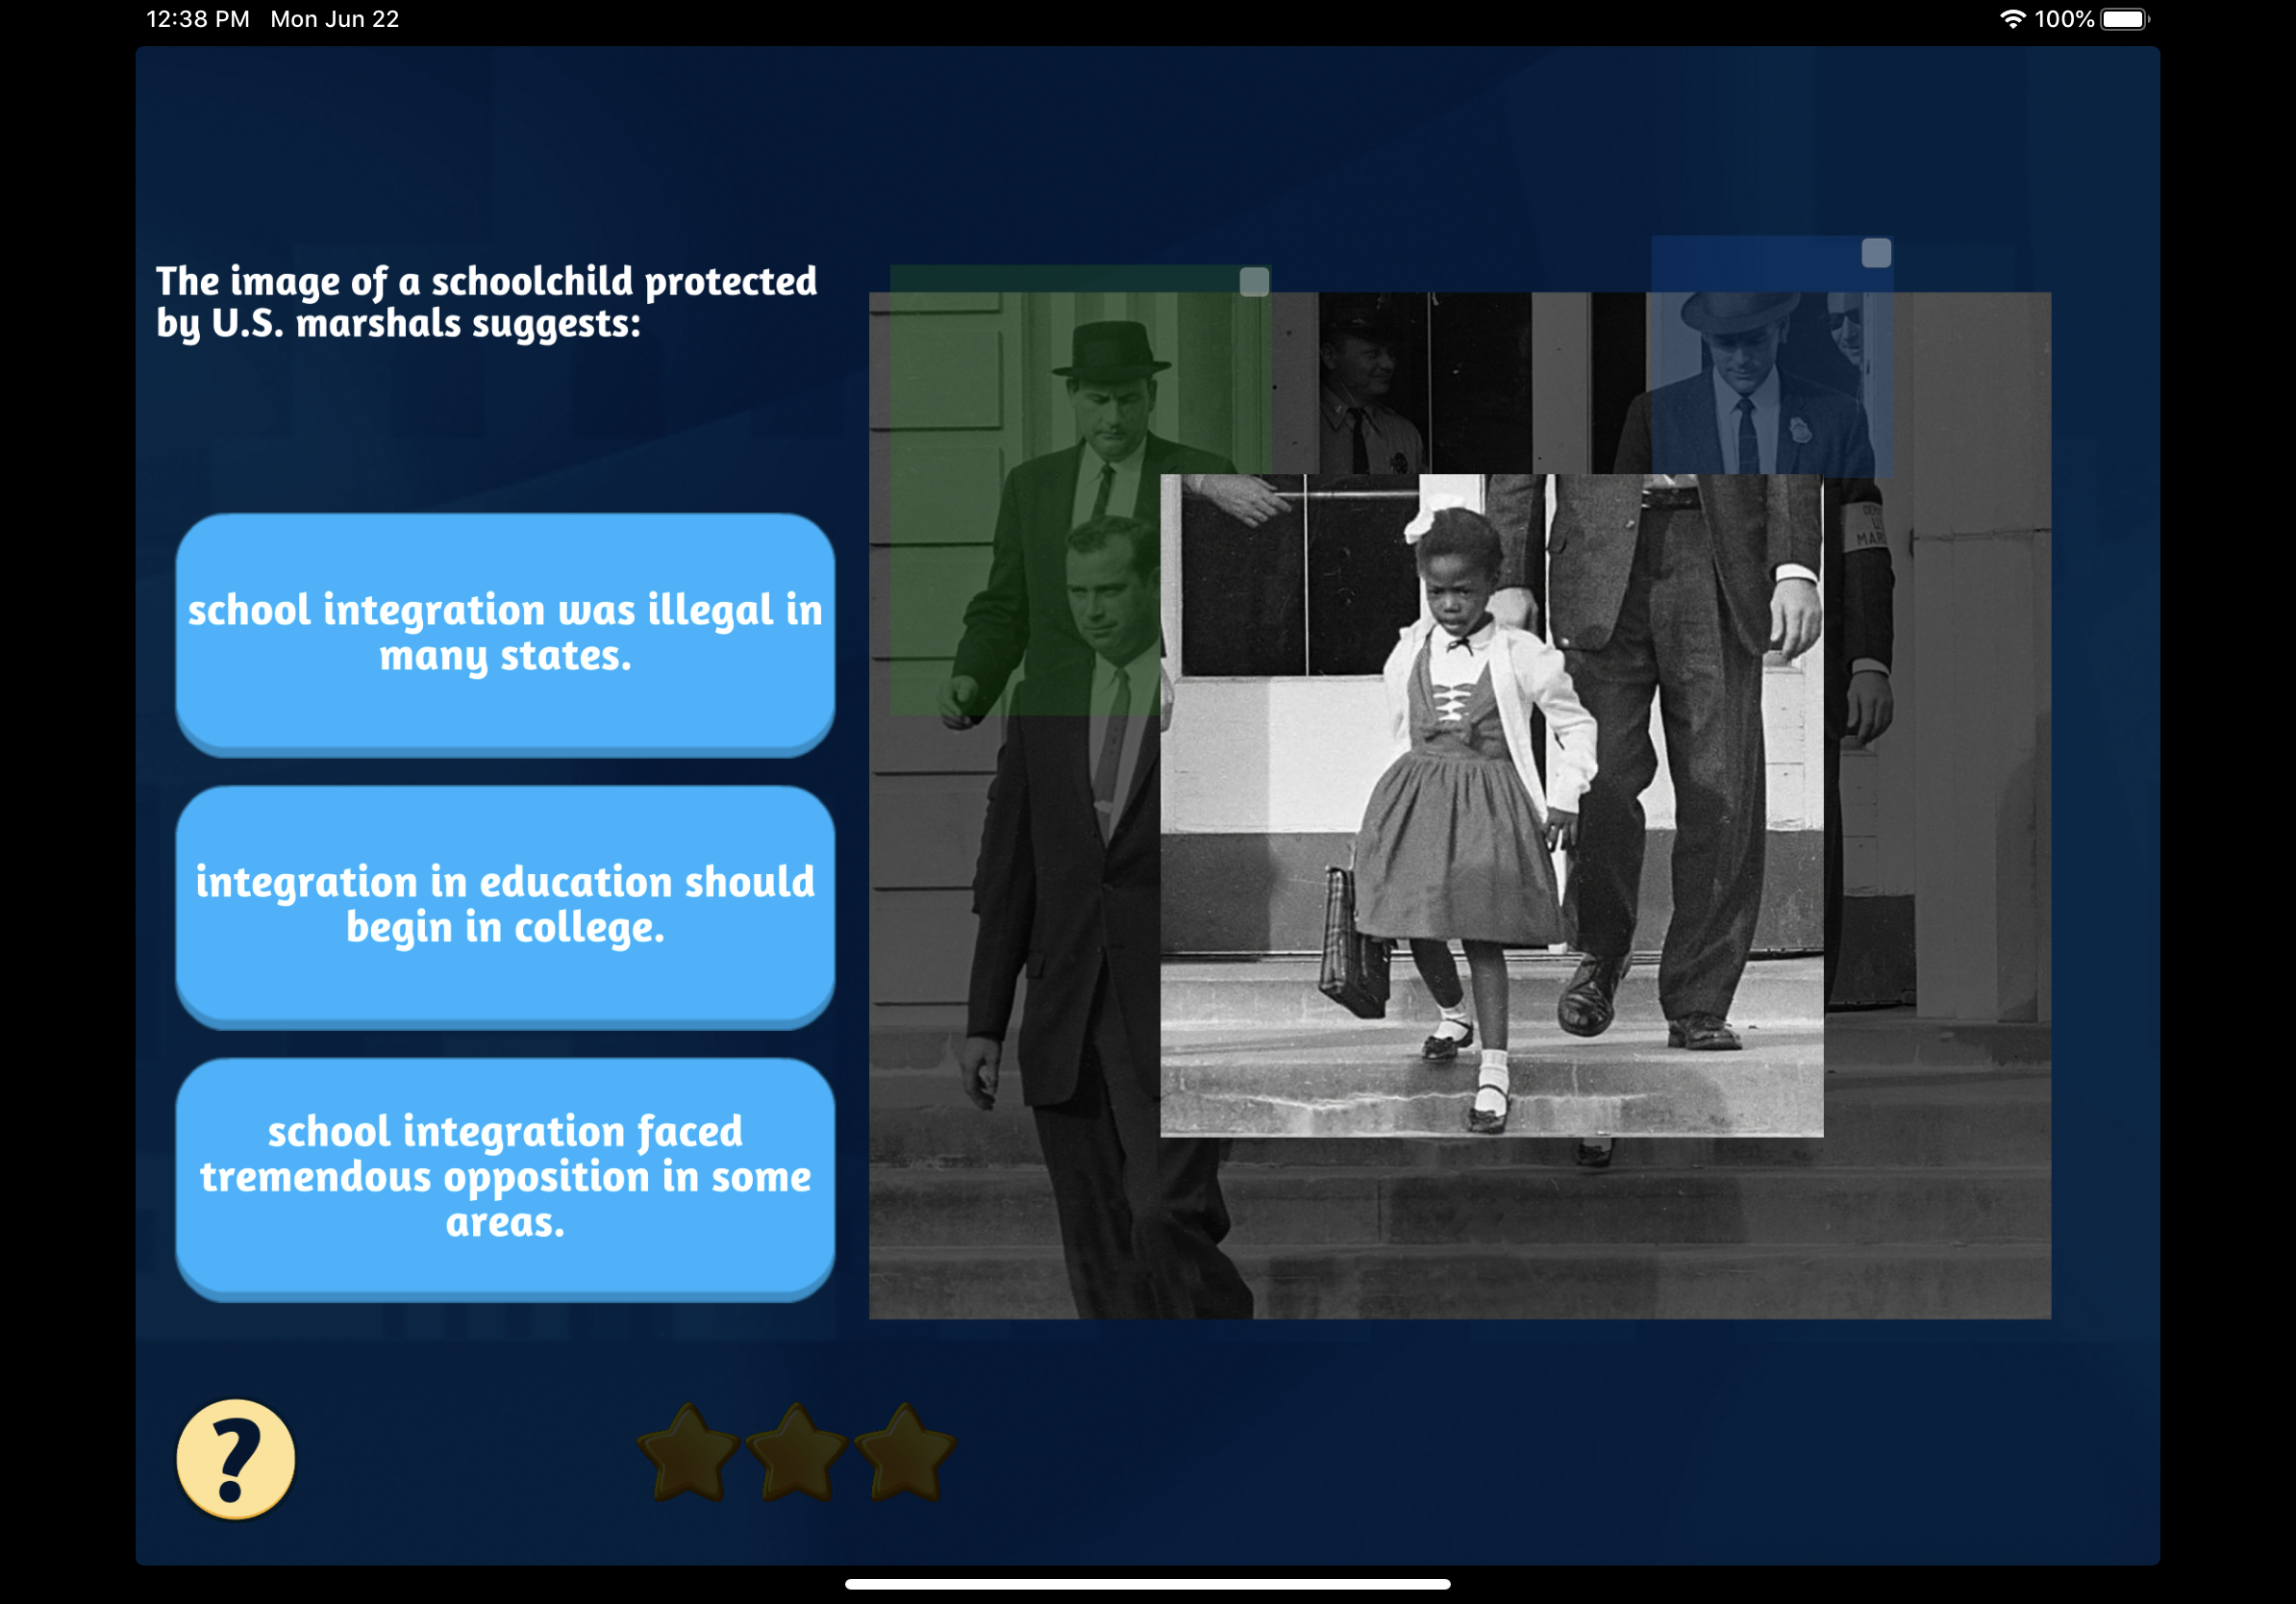 12:38 PM Mon Jun 22
100%
The image of a schoolchild protected
by U.S. marshals suggests:
school integration was illegal in
many states.
integration in education should
begin in college.
school integration faced
tremendous opposition in some
areas.
?